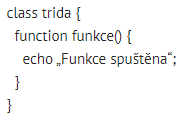 class trida {
function funkce() {
echo „Funkce spuštěna“;
}
}